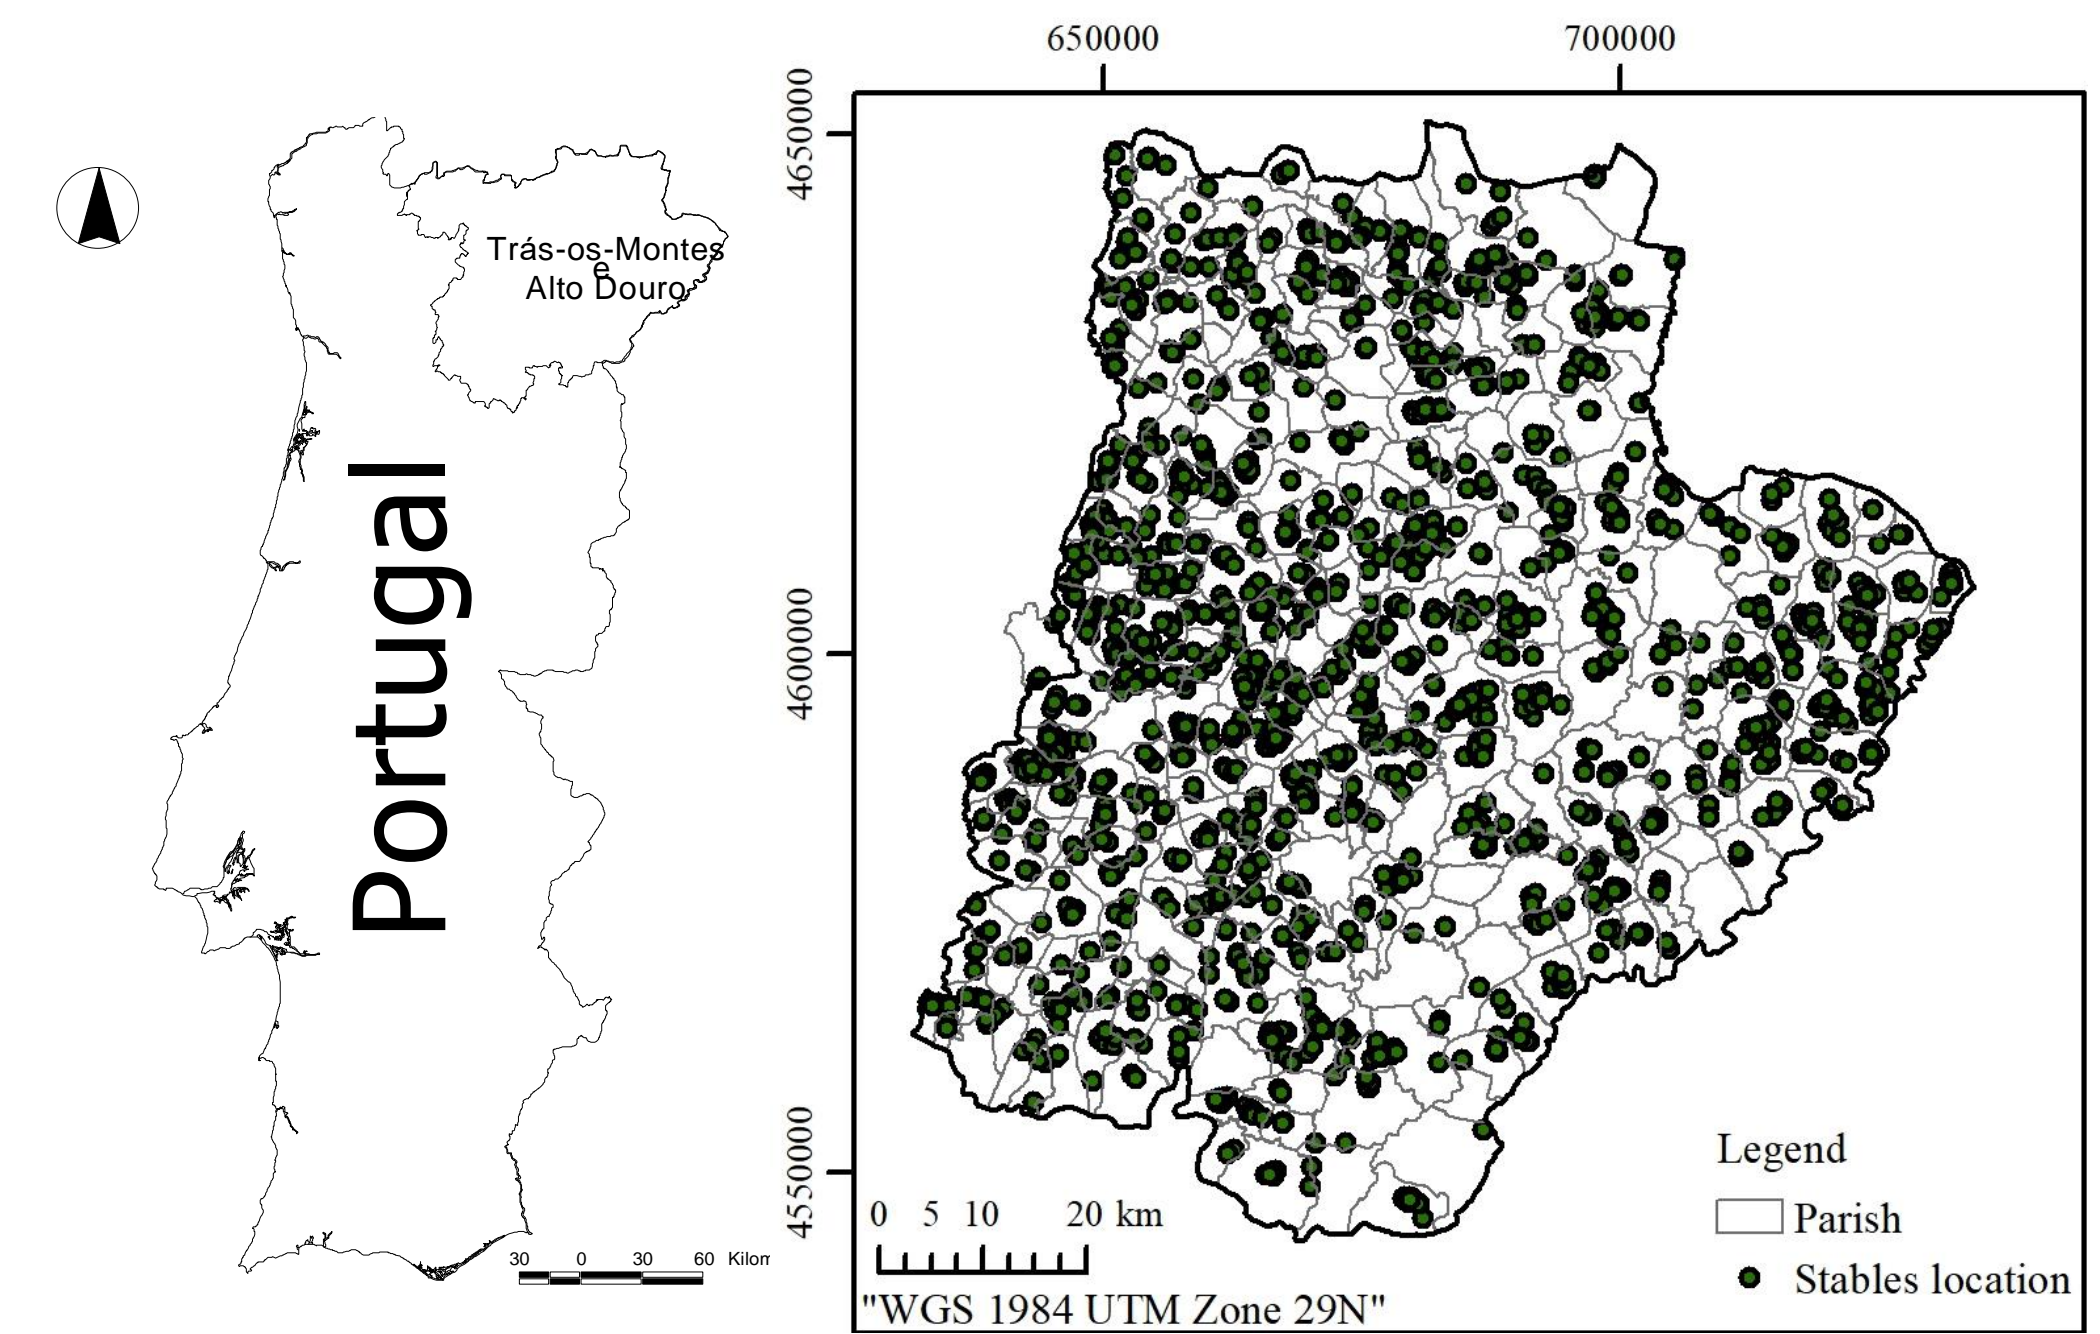 Trás-os-Montes
e
Alto Douro
Portugal
30 0 30 60 Kilom
650000 700000
4650000
4600000
4550000
0 5 10 20 km
"WGS 1984 UTM Zone 29N"
Legend
Parish
Stables location